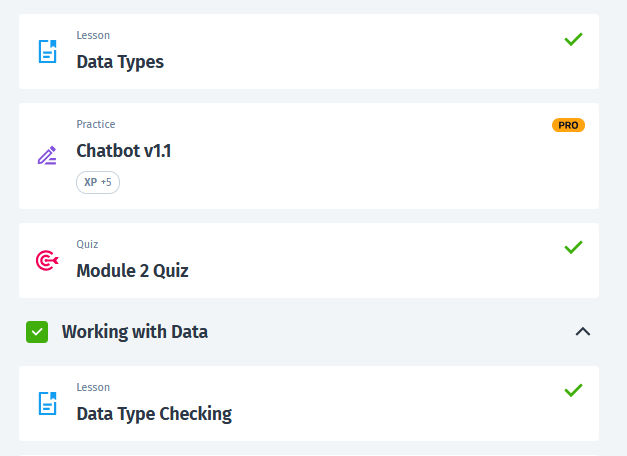 Lesson
Data Types
Practice
PRO
Chatbot v1.1
XP +5
Quiz
Module 2 Quiz
Working with Data
Lesson
Data Type Checking